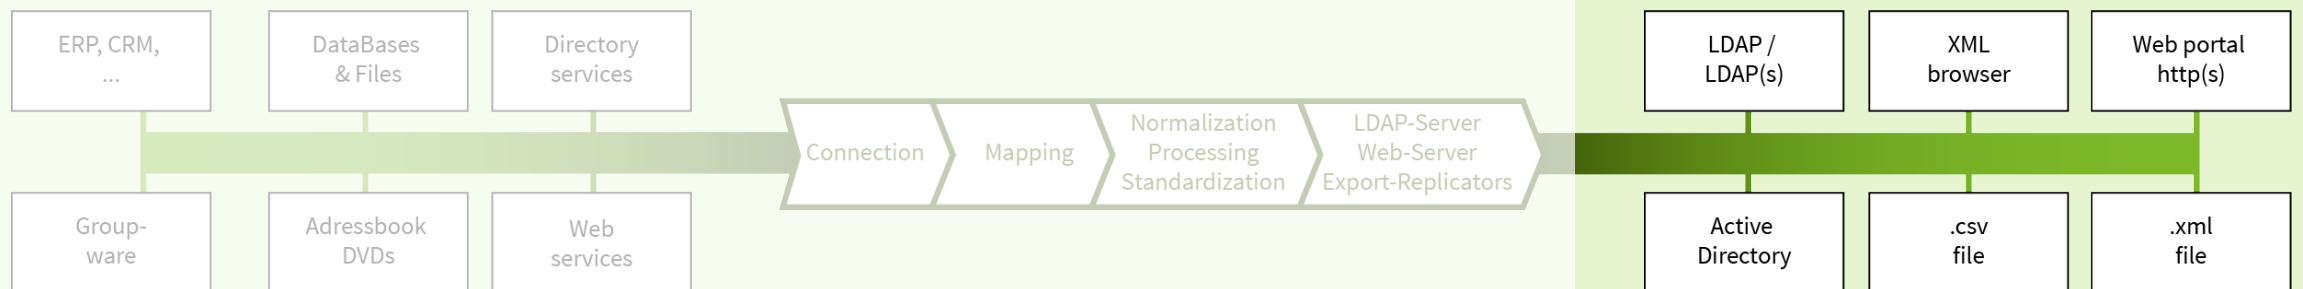 ERP, CRM,
...
DataBases
& Files
Directory
services
LDAP /
LDAP(s)
XML
browser
Web portal
http(s)
Connection
Mapping
Normalization
Processing
Standardization
LDAP-Server
Web-Server
Export-Replicators
Group-
ware
Adressbook
DVDs
Web
services
Active
Directory
.csv
file
.xml
file